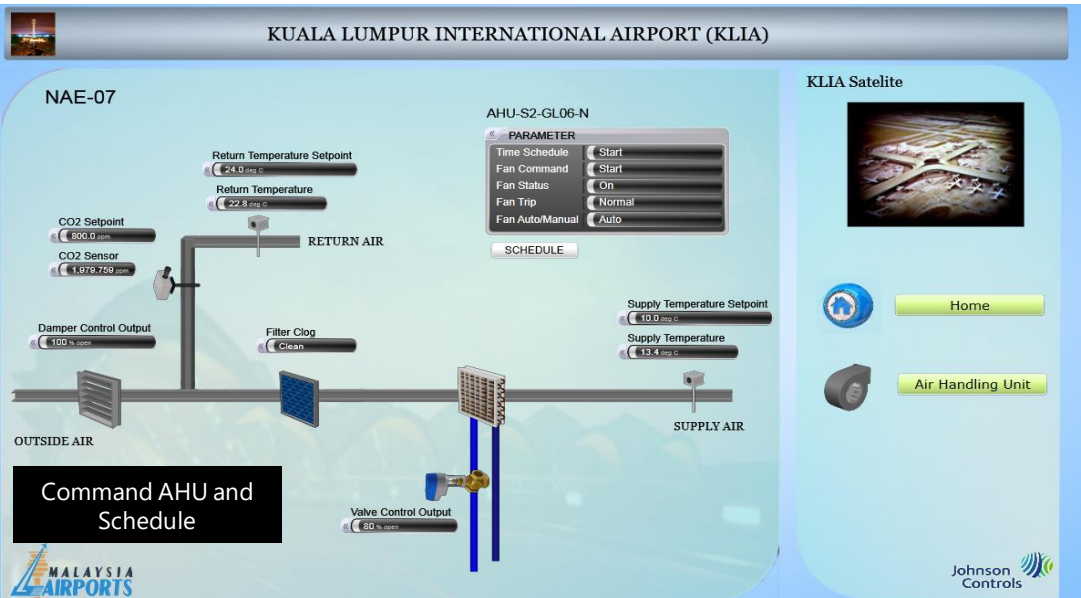 KUALA LUMPUR INTERNATIONAL AIRPORT (KLIA)
NAE-07
KLIA Satelite
AHU-S2-GL06-N
PARAMETER
Time Schedule Start
Fan Command Start
Fan Status On
Fan Trip Normal
Fan Auto/Manual Auto
SCHEDULE
Return Temperature Setpoint
24.0 deg C
Return Temperature
22.8 deg C
RETURN AIR
CO2 Setpoint
800.0 ppm
CO2 Sensor
1,979.759 ppm
Damper Control Output
100 % open
Filter Clog
Clean
Supply Temperature Setpoint
10.0 deg C
Supply Temperature
13.4 deg C
SUPPLY AIR
OUTSIDE AIR
Valve Control Output
80 % open
Command AHU and
Schedule
Home
Air Handling Unit
MALAYSIA
AIRPORTS
Johnson
Controls